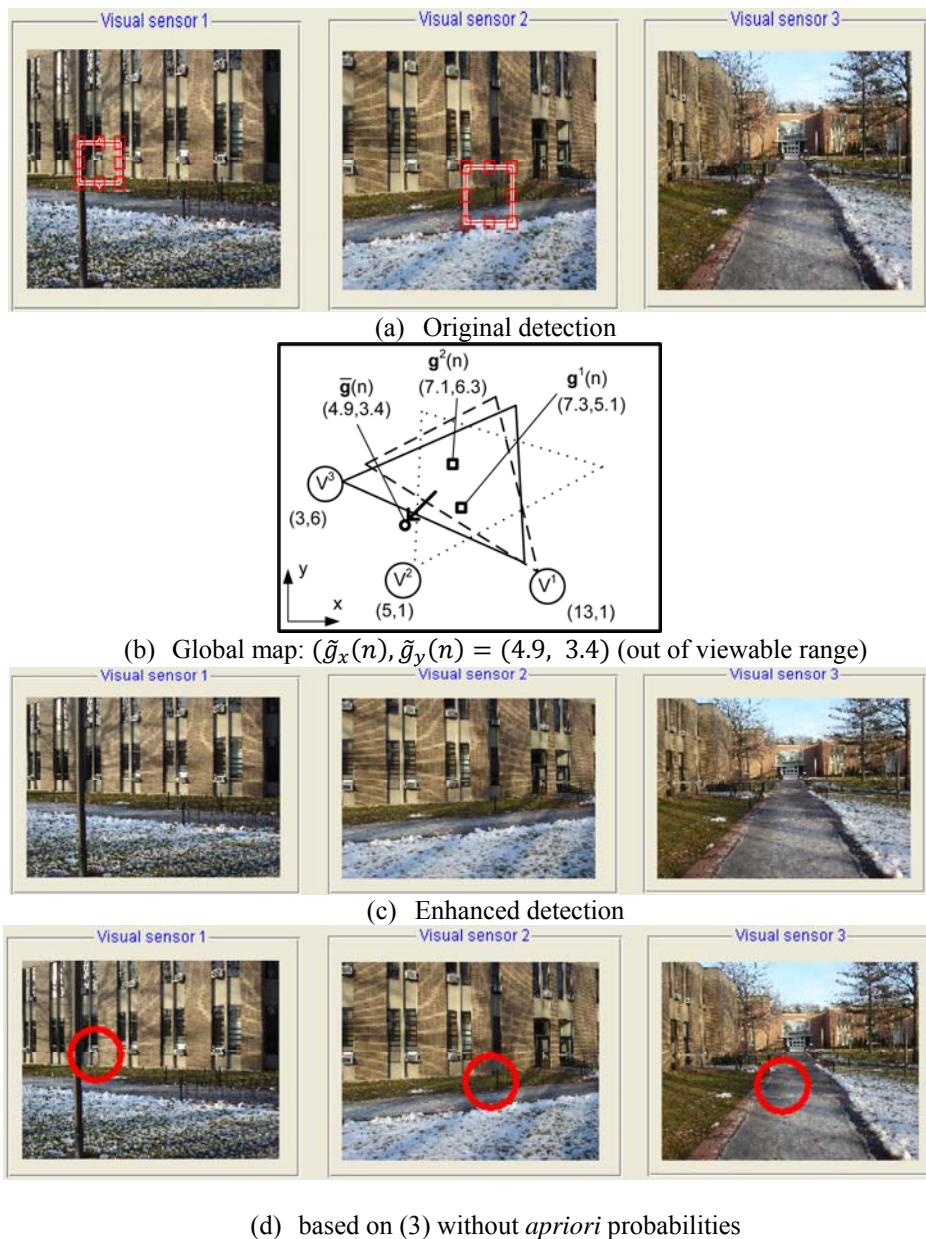 Visual sensor 1 Visual sensor 2 Visual sensor 3
(a) Original detection
g²(n)
(7.1,6.3)
g̅(n)
(4.9,3.4)
g¹(n)
(7.3,5.1)
V³
(3,6)
V²
(5,1)
V¹
(13,1)
y
x
(b) Global map: (g̃ₓ(n), g̃ᵧ(n) = (4.9, 3.4) (out of viewable range)
Visual sensor 1 Visual sensor 2 Visual sensor 3
(c) Enhanced detection
Visual sensor 1 Visual sensor 2 Visual sensor 3
(d) based on (3) without apriori probabilities